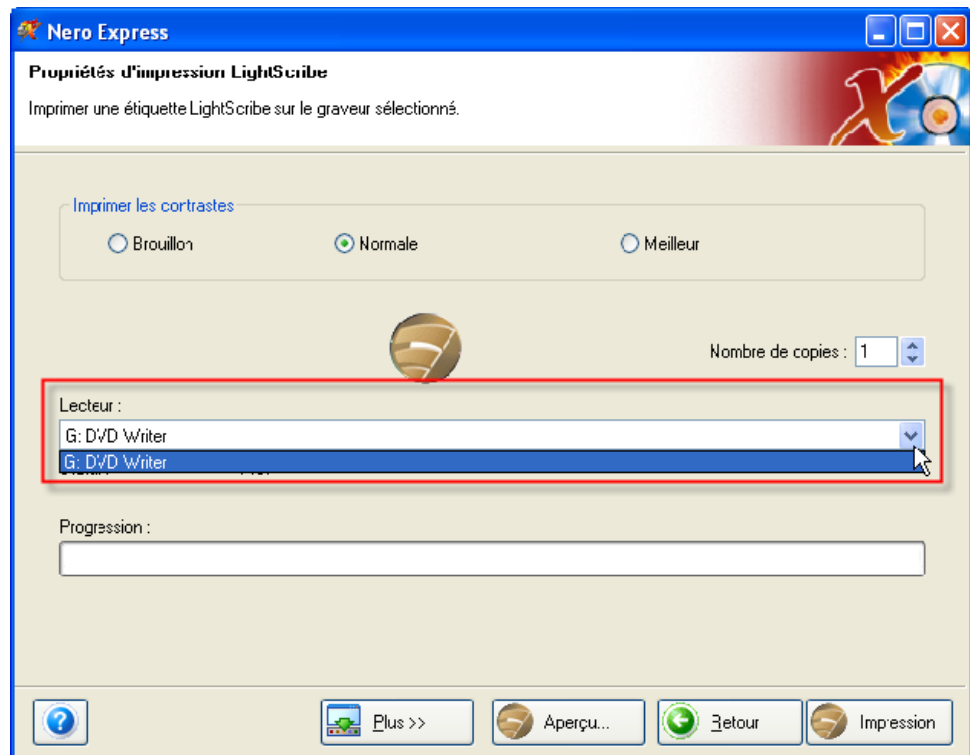 Nero Express
Propriétés d'impression LightScribe
Imprimer une étiquette LightScribe sur le graveur sélectionné.
Imprimer les contrastes
Brouillon Normale Meilleur
Nombre de copies : 1
Lecteur :
G: DVD Writer
G: DVD Writer
Progression :
Plus >> Aperçu... Retour Impression